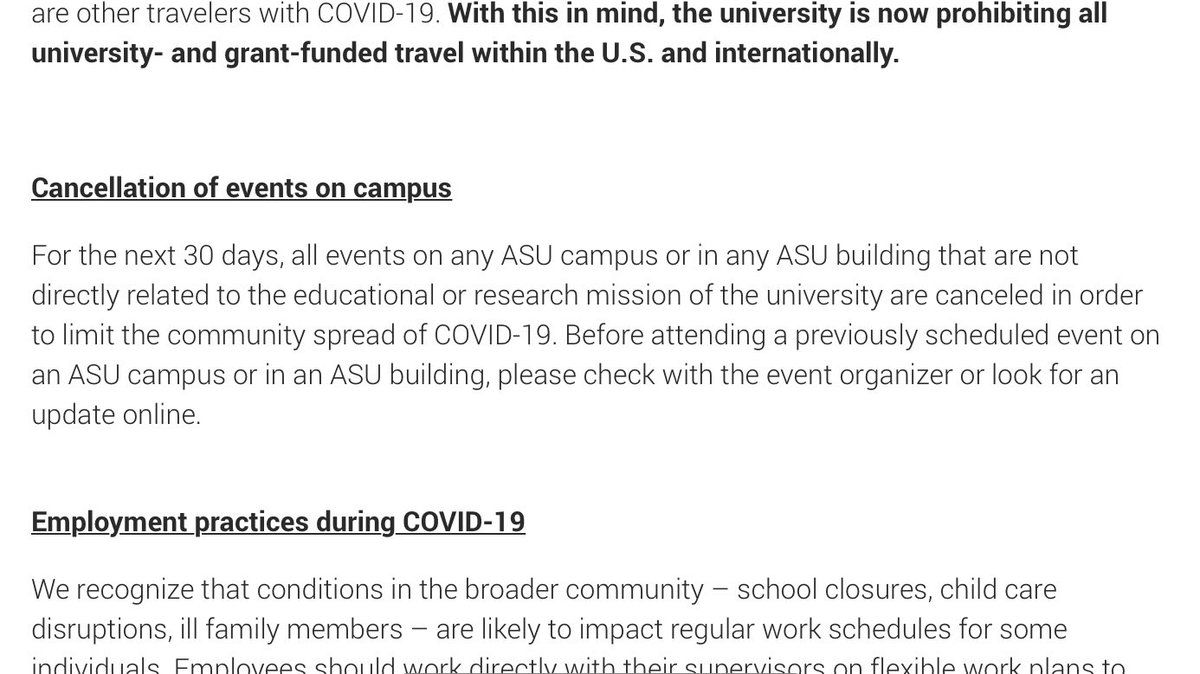 are other travelers with COVID-19. With this in mind, the university is now prohibiting all
university- and grant-funded travel within the U.S. and internationally.
Cancellation of events on campus
For the next 30 days, all events on any ASU campus or in any ASU building that are not
directly related to the educational or research mission of the university are canceled in order
to limit the community spread of COVID-19. Before attending a previously scheduled event on
an ASU campus or in an ASU building, please check with the event organizer or look for an
update online.
Employment practices during COVID-19
We recognize that conditions in the broader community – school closures, child care
disruptions, ill family members – are likely to impact regular work schedules for some
individuals. Employees should work directly with their supervisors on flexible work plans to